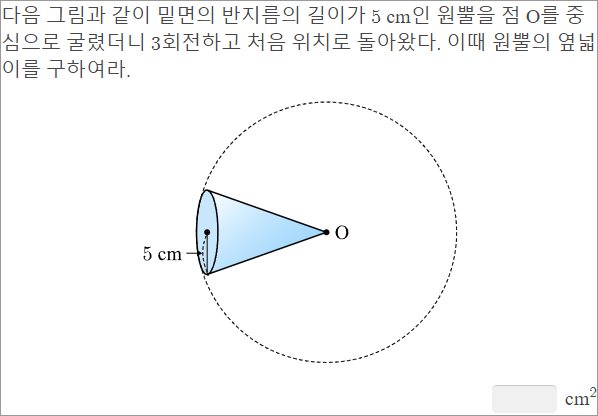 다음 그림과 같이 밑면의 반지름의 길이가 5 cm인 원뿔을 점 O를 중
심으로 굴렸더니 3회전하고 처음 위치로 돌아왔다. 이때 원뿔의 옆넓
이를 구하여라.
O
5 cm
cm²